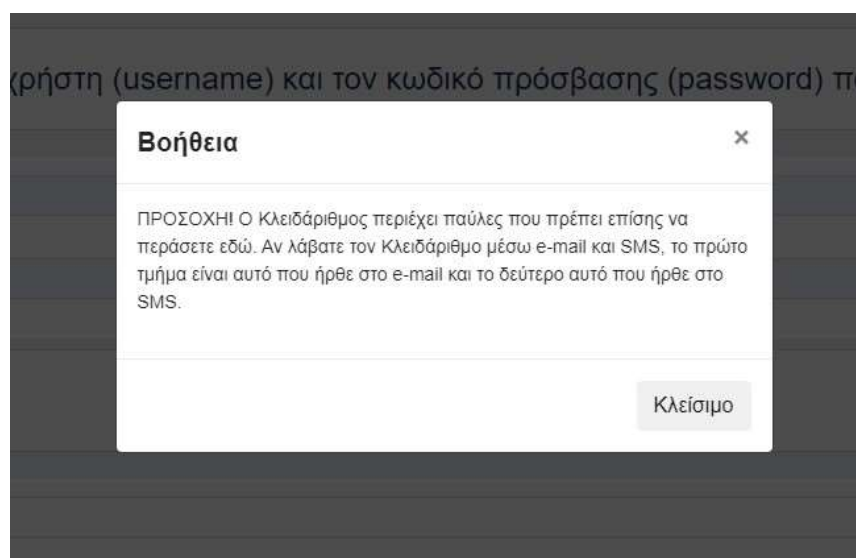 χρήστη (username) και τον κωδικό πρόσβασης (password)
Βοήθεια
×
ΠΡΟΣΟΧΗ! Ο Κλειδάριθμος περιέχει παύλες που πρέπει επίσης να
περάσετε εδώ. Αν λάβατε τον Κλειδάριθμο μέσω e-mail και SMS, το πρώτο
τμήμα είναι αυτό που ήρθε στο e-mail και το δεύτερο αυτό που ήρθε στο
SMS.
Κλείσιμο